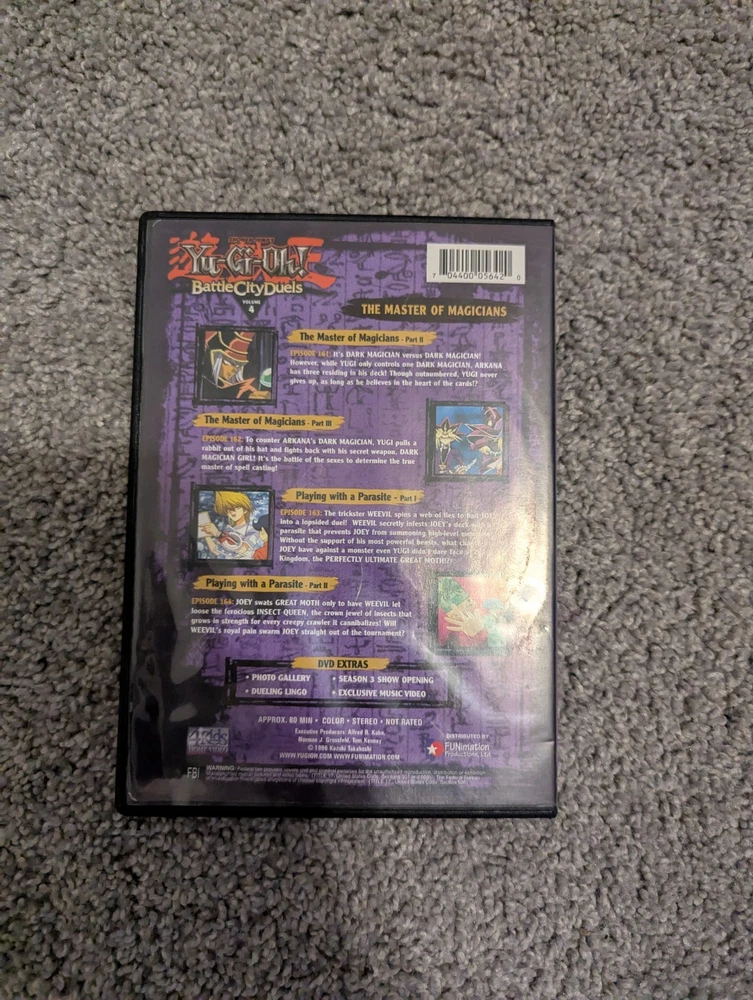 Yu-Gi-Oh!
BattleCityDuels
VOLUME
4
7 04400 05642 0
THE MASTER OF MAGICIANS
The Master of Magicians - Part II
EPISODE 161: It's DARK MAGICIAN versus DARK MAGICIAN!
However, while YUGI only controls one DARK MAGICIAN, ARKANA
has three residing in his deck! Though outnumbered, YUGI never
gives up, as long as he believes in the heart of the cards!?
The Master of Magicians - Part III
EPISODE 162: To counter ARKANA's DARK MAGICIAN, YUGI pulls a
rabbit out of his hat and fights back with his secret weapon, DARK
MAGICIAN GIRL! It's the battle of the sexes to determine the true
master of spell casting!
Playing with a Parasite - Part I
EPISODE 163: The trickster WEEVIL spins a web of lies to
into a lopsided duel! WEEVIL secretly infests JOEY's deck
parasite that prevents JOEY from summoning high-level
Without the support of his most powerful beasts, what
JOEY have against a monster even YUGI didn't dare face
Kingdom, the PERFECTLY ULTIMATE GREAT MOTH?
Playing with a Parasite - Part II
EPISODE 164: JOEY swats GREAT MOTH only to have WEEVIL let
loose the ferocious INSECT QUEEN, the crown jewel of insects that
grows in strength for every creepy crawler it cannibalizes! Will
WEEVIL's royal pain swarm JOEY straight out of the tournament?
DVD EXTRAS
• PHOTO GALLERY • SEASON 3 SHOW OPENING
• DUELING LINGO • EXCLUSIVE MUSIC VIDEO
APPROX. 80 MIN • COLOR • STEREO • NOT RATED
Executive Producers: Alfred R. Kahn,
Norman J. Grossfeld, Tom Kenney
© 1996 Kazuki Takahashi
WWW.YUGIOH.COM WWW.FUNIMATION.COM
4Kids
HOME VIDEO
DISTRIBUTED BY
FUNimation
Productions, Ltd.
FBI
WARNING: